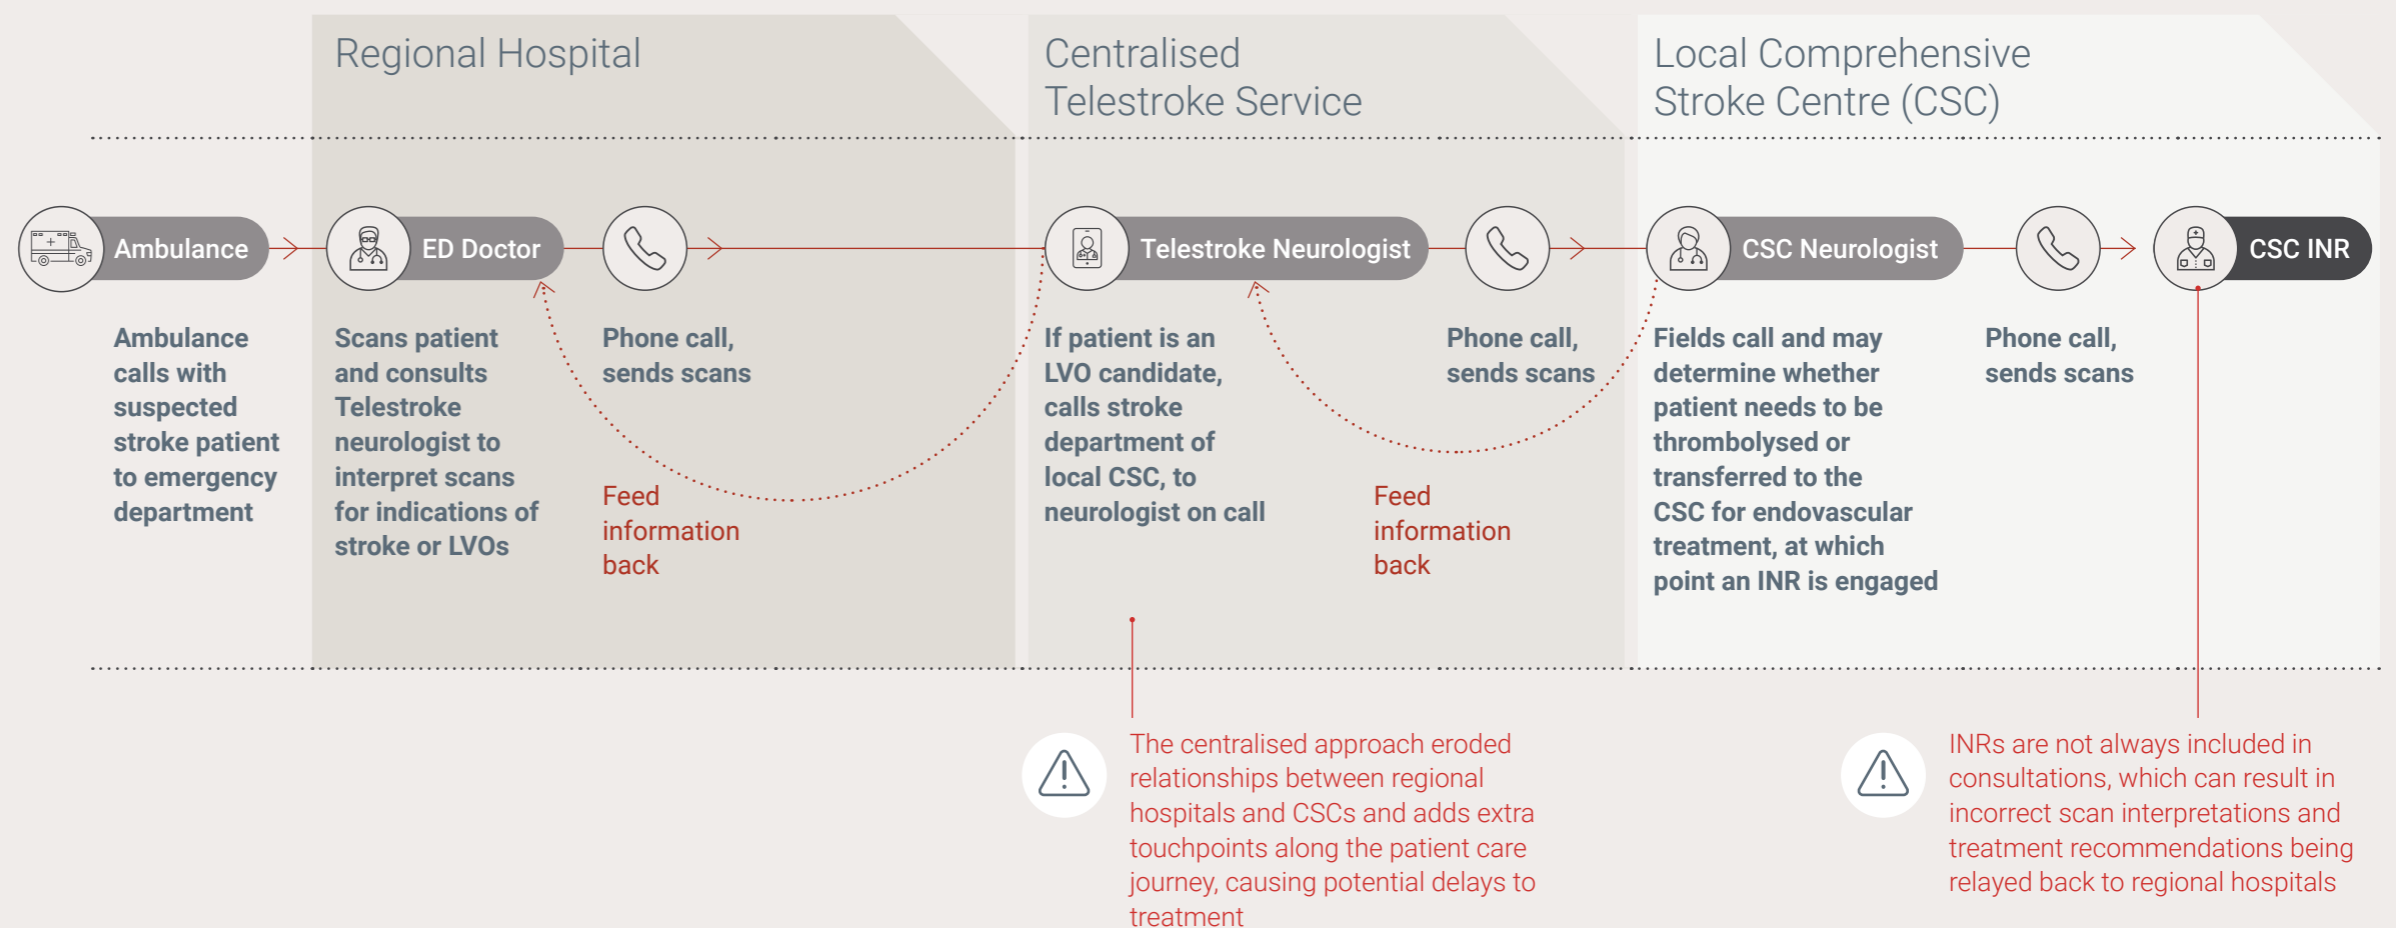 Regional Hospital
Centralised
Telestroke Service
Local Comprehensive
Stroke Centre (CSC)
Ambulance
ED Doctor
Telestroke Neurologist
CSC Neurologist
CSC INR
Ambulance
calls with
suspected
stroke patient
to emergency
department
Scans patient
and consults
Telestroke
neurologist to
interpret scans
for indications of
stroke or LVOs
Phone call,
sends scans
Feed
information
back
If patient is an
LVO candidate,
calls stroke
department of
local CSC, to
neurologist on call
Phone call,
sends scans
Feed
information
back
Fields call and may
determine whether
patient needs to be
thrombolysed or
transferred to the
CSC for endovascular
treatment, at which
point an INR is engaged
Phone call,
sends scans
The centralised approach eroded
relationships between regional
hospitals and CSCs and adds extra
touchpoints along the patient care
journey, causing potential delays to
treatment
INRs are not always included in
consultations, which can result in
incorrect scan interpretations and
treatment recommendations being
relayed back to regional hospitals